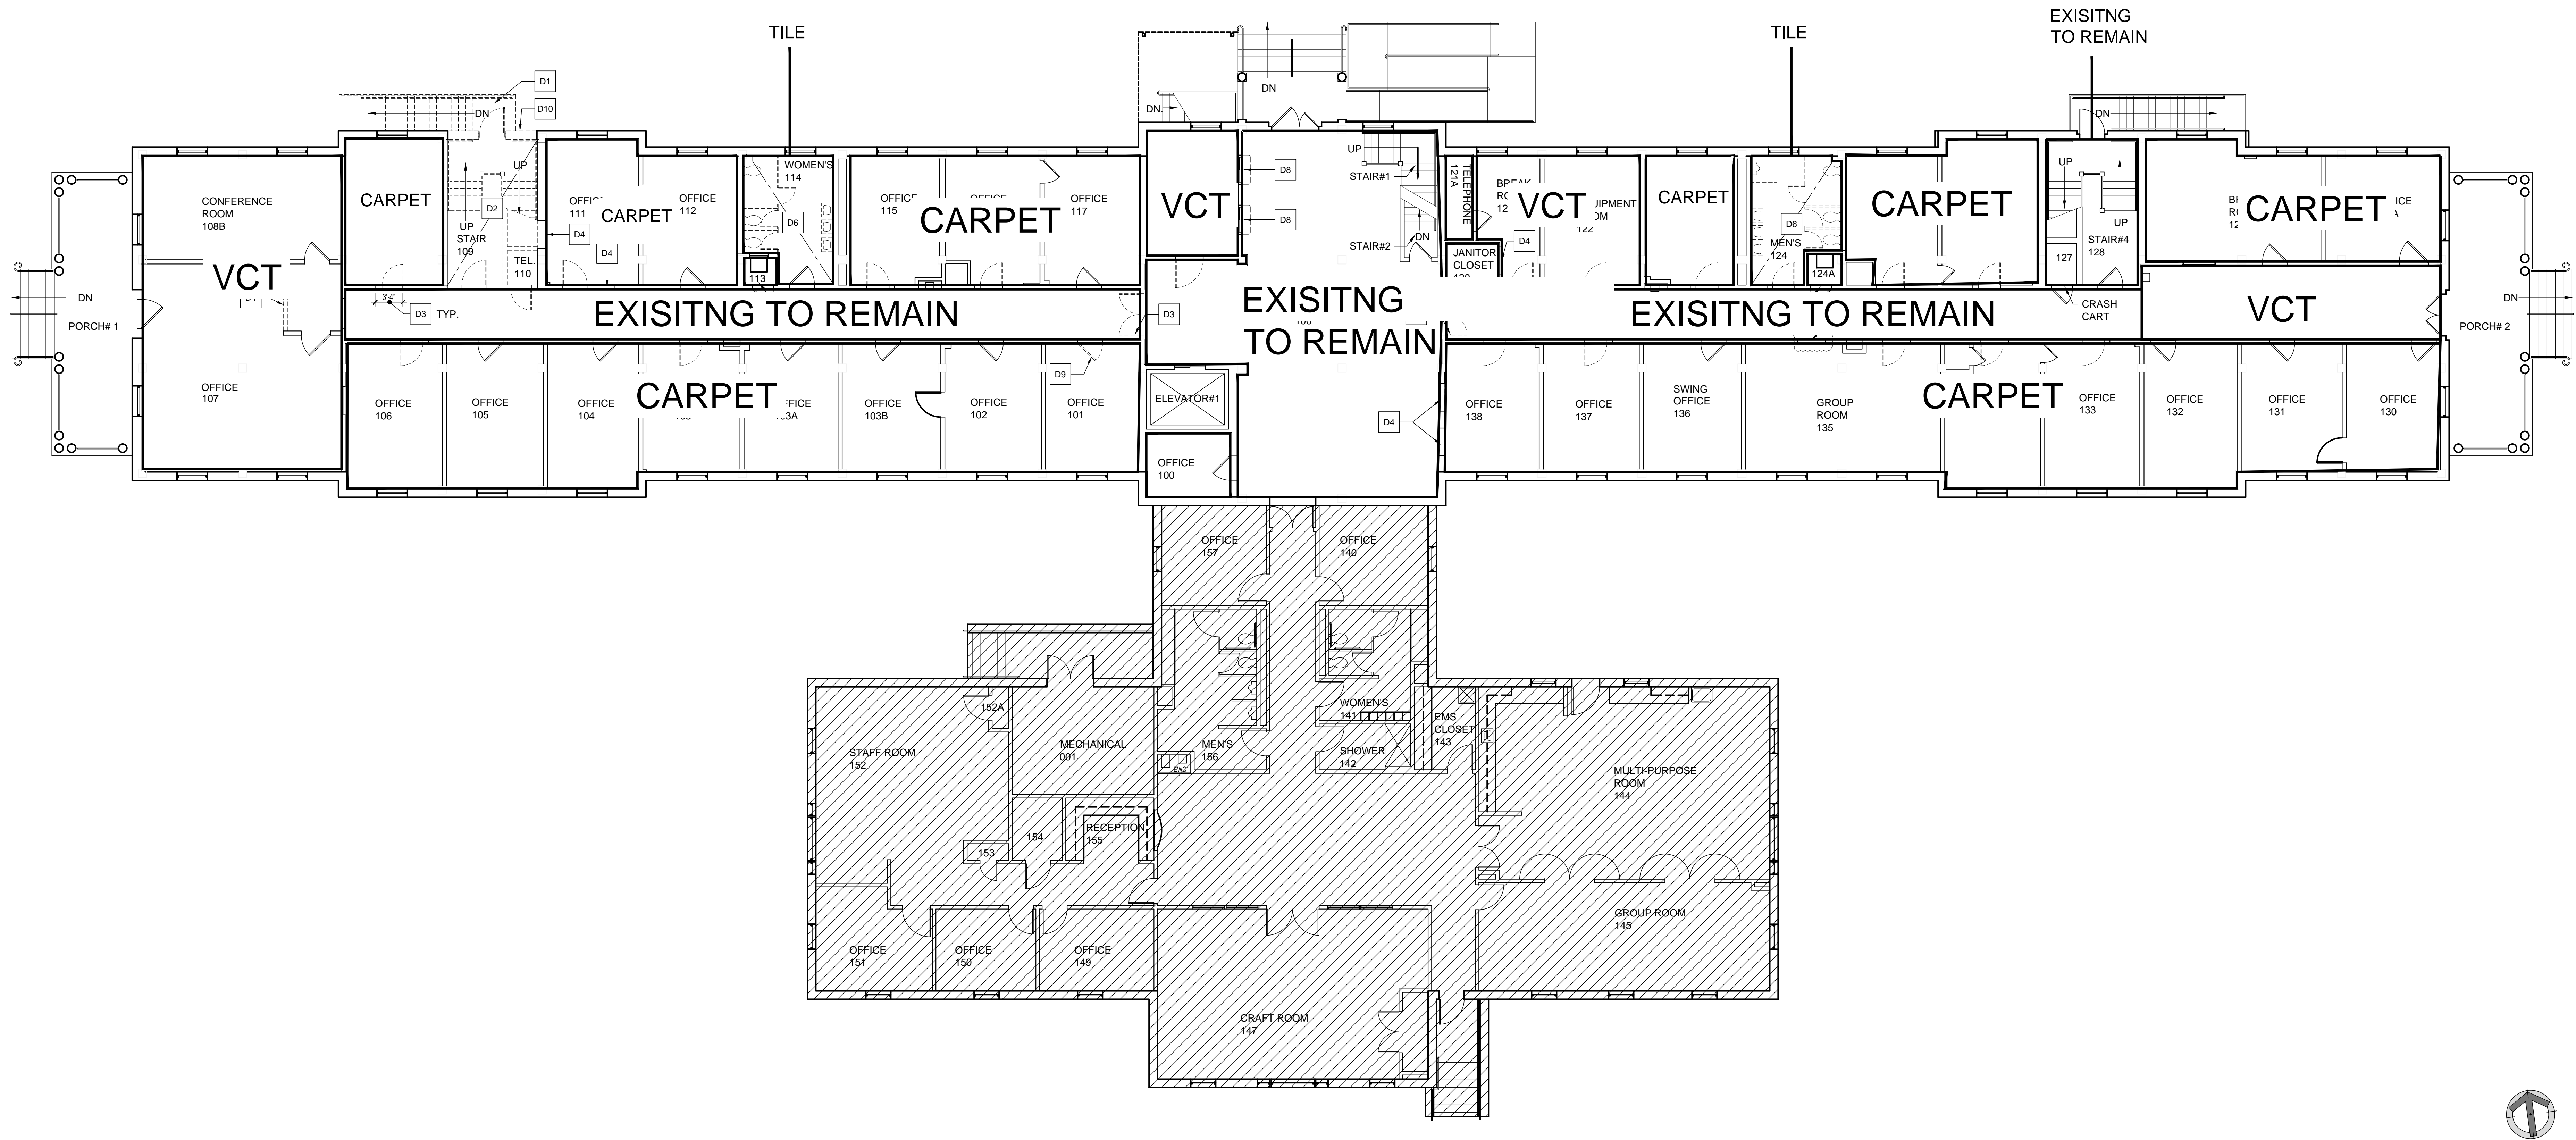 TILE
TILE
EXISITNG
TO REMAIN
D1
D10
DN
DN
DN
DN
CONFERENCE
ROOM
108B
CARPET
UP
D2
UP
STAIR
109
TEL.
110
D4
D4
111
CARPET
OFFICE
112
WOMEN'S
114
D6
113
OFFICE
115
CARPET
OFFICE
117
VCT
D8
D8
UP
STAIR#1
STAIR#2
DN
TELEPHONE
121A
JANITOR
CLOSET
VCT
122
D4
CARPET
D6
MEN'S
124
124A
CARPET
UP
UP
STAIR#4
128
127
CARPET
VCT
DN
PORCH# 1
3'-4"
D3
TYP.
EXISITNG TO REMAIN
D3
EXISITNG
TO REMAIN
EXISITNG TO REMAIN
CRASH
CART
VCT
DN
PORCH# 2
OFFICE
107
OFFICE
106
OFFICE
105
OFFICE
104
CARPET
OFFICE
103B
OFFICE
102
D9
OFFICE
101
ELEVATOR#1
OFFICE
100
D4
OFFICE
138
OFFICE
137
SWING
OFFICE
136
GROUP
ROOM
135
CARPET
OFFICE
133
OFFICE
132
OFFICE
131
OFFICE
130
OFFICE
157
OFFICE
140
152A
STAFF ROOM
152
MECHANICAL
001
MEN'S
156
EWC
WOMEN'S
141
SHOWER
142
EMS
CLOSET
143
MULTI-PURPOSE
ROOM
144
154
RECEPTION
155
153
OFFICE
151
OFFICE
150
OFFICE
149
GROUP ROOM
145
CRAFT ROOM
147